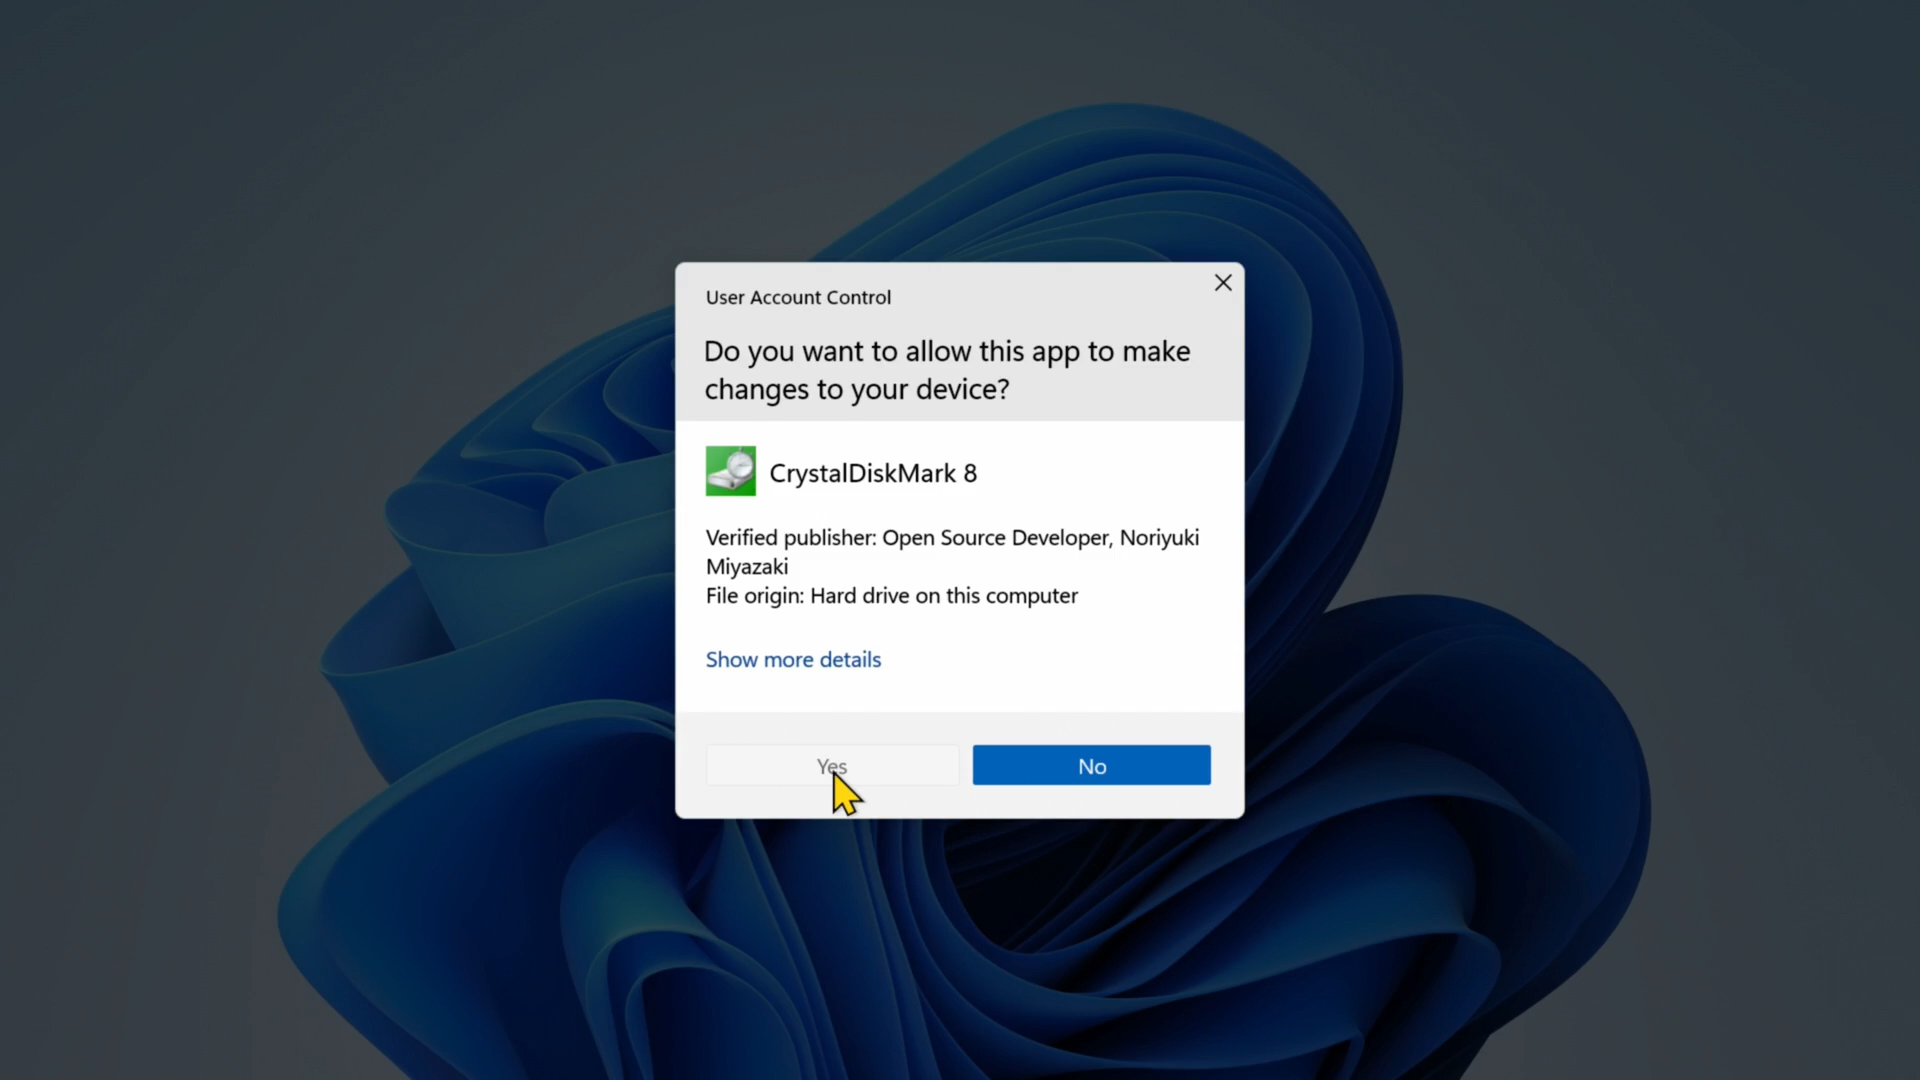 User Account Control
Do you want to allow this app to make
changes to your device?
CrystalDiskMark 8
Verified publisher: Open Source Developer, Noriyuki
Miyazaki
File origin: Hard drive on this computer
Show more details
Yes
No